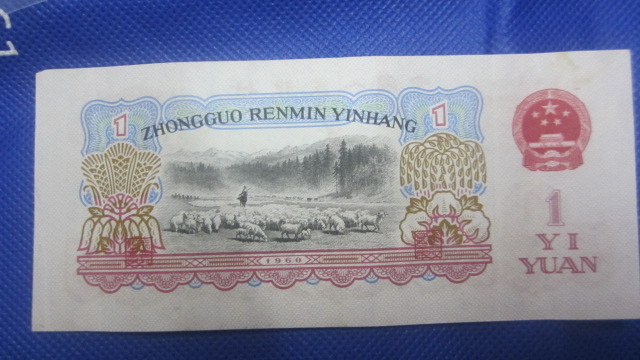 1 ZHONGGUO RENMIN YINHANG 1
1960
1
YI
YUAN